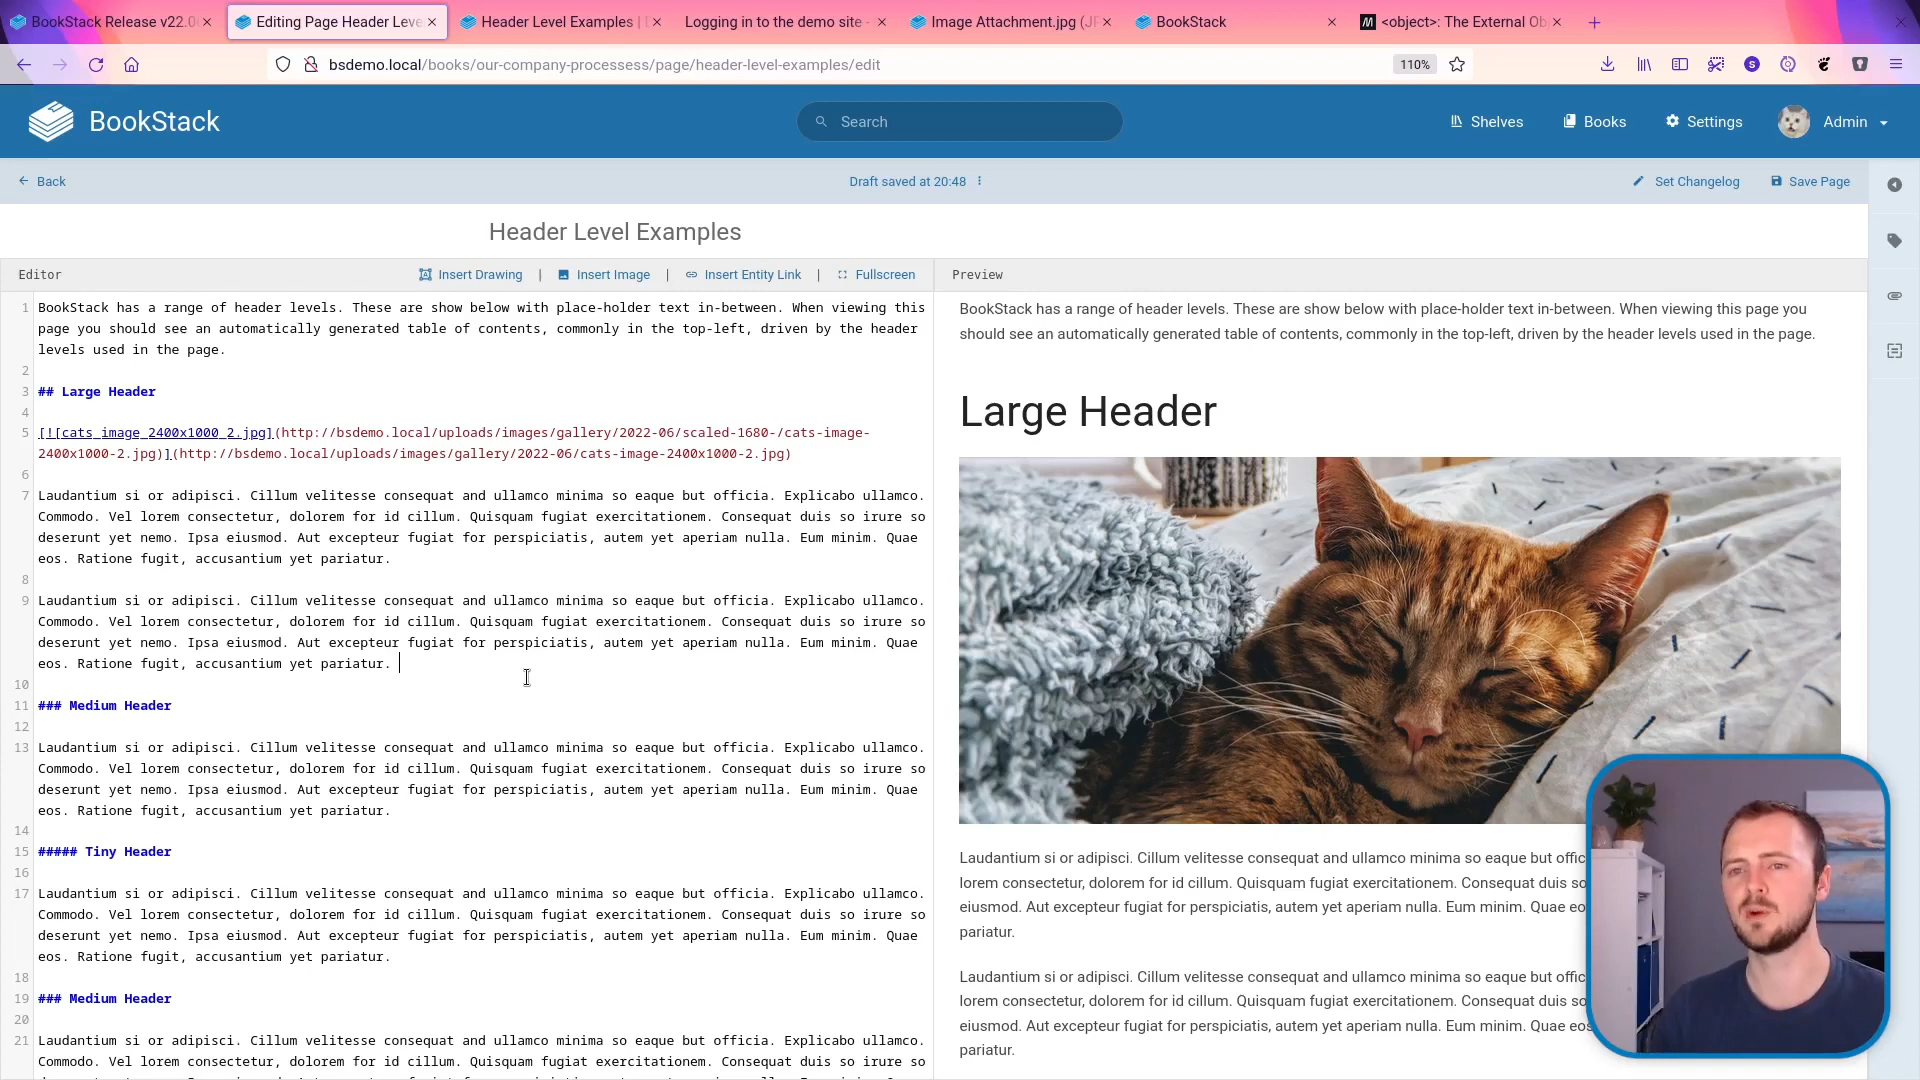 BookStack Release v22.0
Editing Page Header Leve
Header Level Examples |
Logging in to the demo site -
Image Attachment.jpg (JP
BookStack
<object>: The External Ob
bsdemo.local/books/our-company-processess/page/header-level-examples/edit
110%
BookStack
Search
Shelves
Books
Settings
Admin
Back
Draft saved at 20:48
Set Changelog
Save Page
Header Level Examples
Editor
Insert Drawing | Insert Image | Insert Entity Link | Fullscreen
Preview
1 BookStack has a range of header levels. These are show below with place-holder text in-between. When viewing this
page you should see an automatically generated table of contents, commonly in the top-left, driven by the header
levels used in the page.
2
3 ## Large Header
4
5 [![cats_image_2400x1000_2.jpg](http://bsdemo.local/uploads/images/gallery/2022-06/scaled-1680-/cats-image-
2400x1000-2.jpg)](http://bsdemo.local/uploads/images/gallery/2022-06/cats-image-2400x1000-2.jpg)
6
7 Laudantium si or adipisci. Cillum velitesse consequat and ullamco minima so eaque but officia. Explicabo ullamco.
Commodo. Vel lorem consectetur, dolorem for id cillum. Quisquam fugiat exercitationem. Consequat duis so irure so
deserunt yet nemo. Ipsa eiusmod. Aut excepteur fugiat for perspiciatis, autem yet aperiam nulla. Eum minim. Quae
eos. Ratione fugit, accusantium yet pariatur.
8
9 Laudantium si or adipisci. Cillum velitesse consequat and ullamco minima so eaque but officia. Explicabo ullamco.
Commodo. Vel lorem consectetur, dolorem for id cillum. Quisquam fugiat exercitationem. Consequat duis so irure so
deserunt yet nemo. Ipsa eiusmod. Aut excepteur fugiat for perspiciatis, autem yet aperiam nulla. Eum minim. Quae
eos. Ratione fugit, accusantium yet pariatur.
10
11 ### Medium Header
12
13 Laudantium si or adipisci. Cillum velitesse consequat and ullamco minima so eaque but officia. Explicabo ullamco.
Commodo. Vel lorem consectetur, dolorem for id cillum. Quisquam fugiat exercitationem. Consequat duis so irure so
deserunt yet nemo. Ipsa eiusmod. Aut excepteur fugiat for perspiciatis, autem yet aperiam nulla. Eum minim. Quae
eos. Ratione fugit, accusantium yet pariatur.
14
15 ##### Tiny Header
16
17 Laudantium si or adipisci. Cillum velitesse consequat and ullamco minima so eaque but officia. Explicabo ullamco.
Commodo. Vel lorem consectetur, dolorem for id cillum. Quisquam fugiat exercitationem. Consequat duis so irure so
deserunt yet nemo. Ipsa eiusmod. Aut excepteur fugiat for perspiciatis, autem yet aperiam nulla. Eum minim. Quae
eos. Ratione fugit, accusantium yet pariatur.
18
19 ### Medium Header
20
21 Laudantium si or adipisci. Cillum velitesse consequat and ullamco minima so eaque but officia. Explicabo ullamco.
Commodo. Vel lorem consectetur, dolorem for id cillum. Quisquam fugiat exercitationem. Consequat duis so irure so
BookStack has a range of header levels. These are show below with place-holder text in-between. When viewing this page you
should see an automatically generated table of contents, commonly in the top-left, driven by the header levels used in the page.
Large Header
Laudantium si or adipisci. Cillum velitesse consequat and ullamco minima so eaque but offic
lorem consectetur, dolorem for id cillum. Quisquam fugiat exercitationem. Consequat duis so
eiusmod. Aut excepteur fugiat for perspiciatis, autem yet aperiam nulla. Eum minim. Quae eo
pariatur.
Laudantium si or adipisci. Cillum velitesse consequat and ullamco minima so eaque but offic
lorem consectetur, dolorem for id cillum. Quisquam fugiat exercitationem. Consequat duis so
eiusmod. Aut excepteur fugiat for perspiciatis, autem yet aperiam nulla. Eum minim. Quae eos
pariatur.